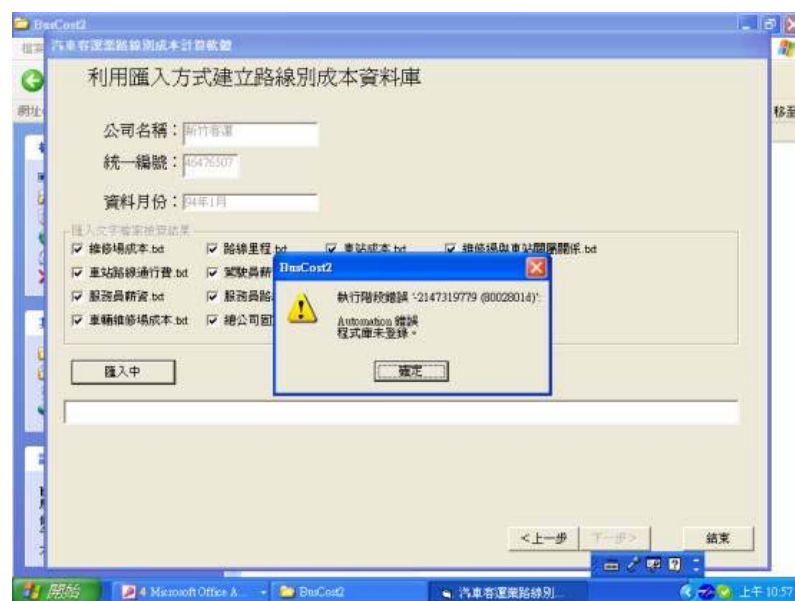 BusCost2
汽車客運業路線別成本計算軟體
利用匯入方式建立路線別成本資料庫
移至
公司名稱：新竹客運
統一編號：46476507
資料月份：94年1月
匯入文字檔案檢查結果
維修場成本.txt
路線里程.txt
車站成本.txt
維修場與車站關係.txt
車站路線通行費.txt
駕駛員薪
服務員薪資.txt
服務員路
車輛維修場成本.txt
總公司固
BusCost2
執行階段錯誤 '-2147319779 (8002801d)':
Automation 錯誤
程式庫未登錄。
確定
匯入中
<上一步
下一步>
結束
開始
4 Microsoft Office A...
BusCost2
汽車客運業路線別...
上午 10:57